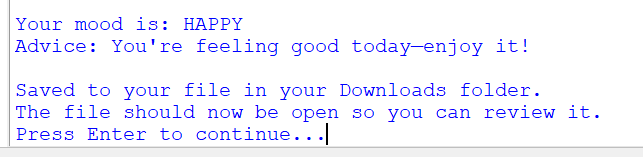 Your mood is: HAPPY
Advice: You're feeling good today—enjoy it!
Saved to your file in your Downloads folder.
The file should now be open so you can review it.
Press Enter to continue...